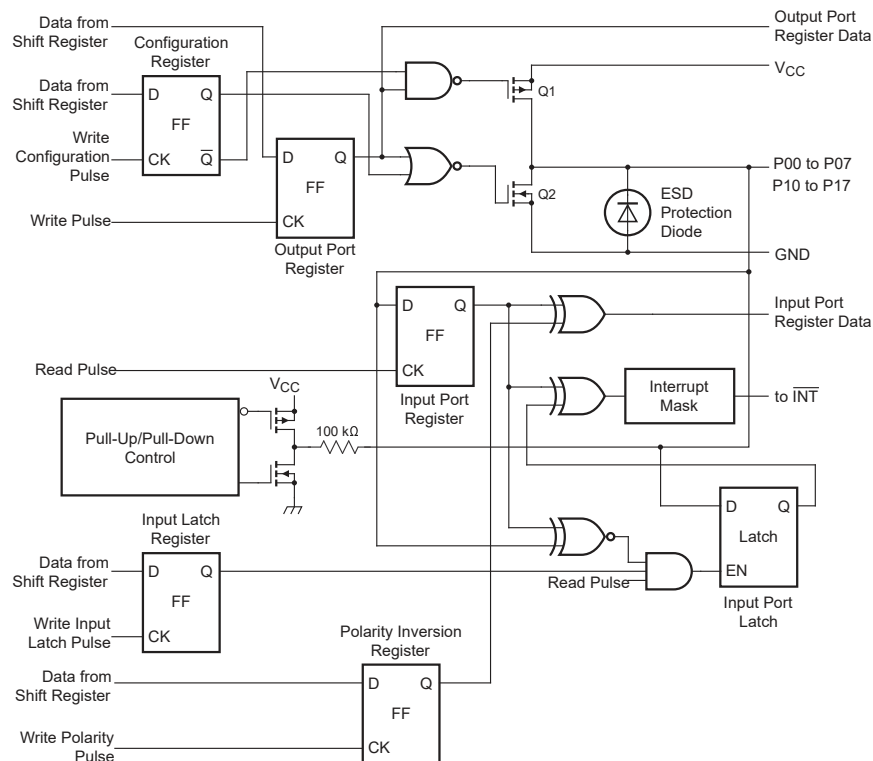 Data from
Shift Register
Configuration
Register
Output Port
Register Data
VCC
Data from
Shift Register
D
Q
FF
Q1
Write
Configuration
Pulse
CK
Q̅
D
Q
FF
P00 to P07
P10 to P17
Q2
ESD
Protection
Diode
Write Pulse
CK
Output Port
Register
GND
D
Q
FF
Input Port
Register Data
Read Pulse
CK
Input Port
Register
Interrupt
Mask
to I̅N̅T̅
VCC
Pull-Up/Pull-Down
Control
100 kΩ
D
Q
Latch
EN
Input Port
Latch
Input Latch
Register
Data from
Shift Register
D
Q
FF
Read Pulse
Write Input
Latch Pulse
CK
Polarity Inversion
Register
Data from
Shift Register
D
Q
FF
Write Polarity
Pulse
CK